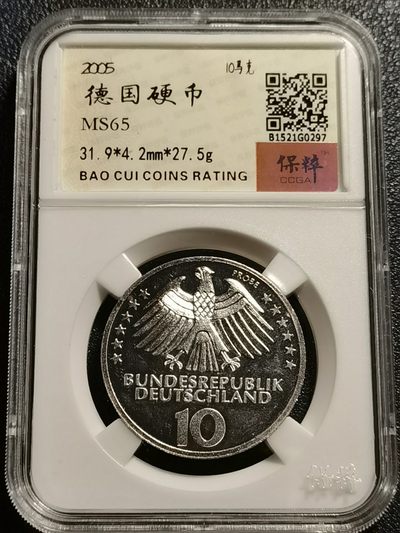 2005
10马克
德国硬币
MS65
B1521G0297
31.9*4.2mm*27.5g
保粹
CCGA
BAO CUI COINS RATING
PROBE
BUNDESREPUBLIK
DEUTSCHLAND
10